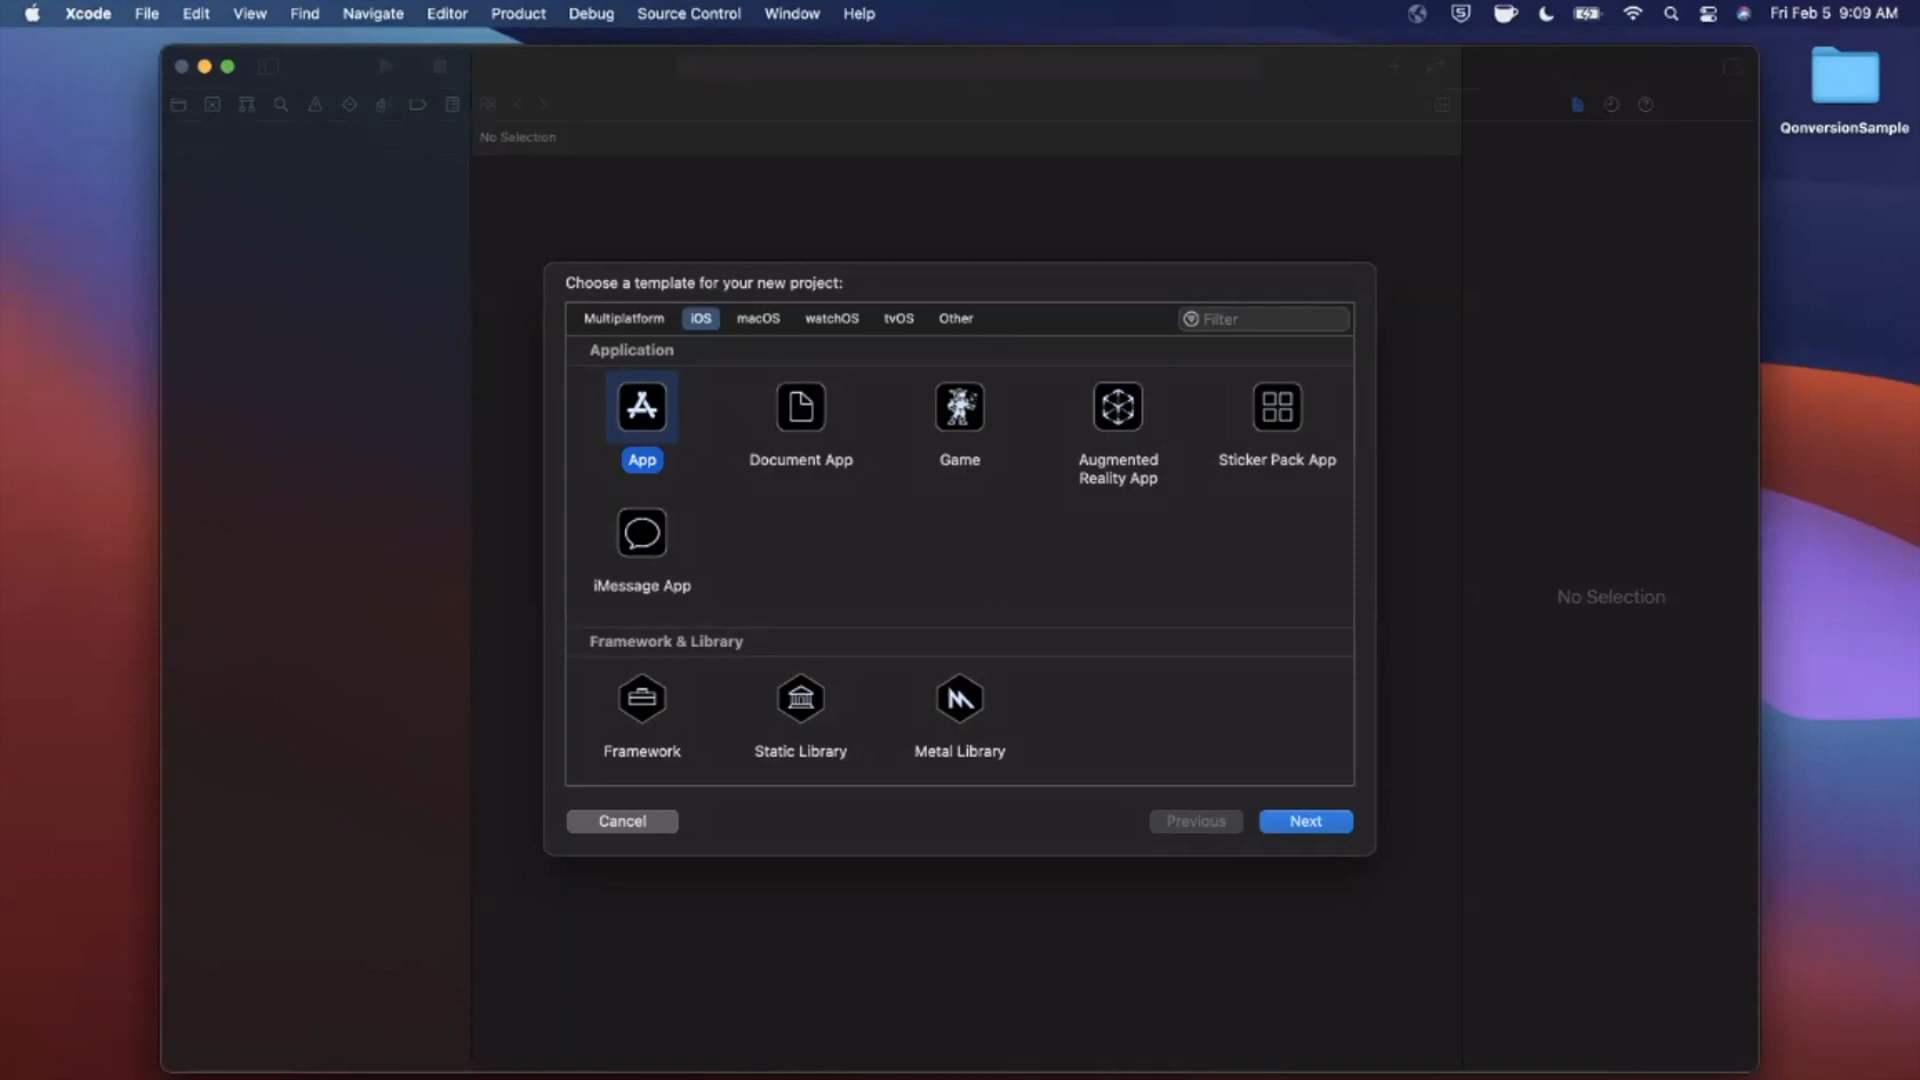 Xcode File Edit View Find Navigate Editor Product Debug Source Control Window Help Fri Feb 5 9:09 AM
QonversionSample
No Selection
Choose a template for your new project:
Multiplatform iOS macOS watchOS tvOS Other Filter
Application
App Document App Game Augmented Sticker Pack App
Reality App
iMessage App
No Selection
Framework & Library
Framework Static Library Metal Library
Cancel Previous Next